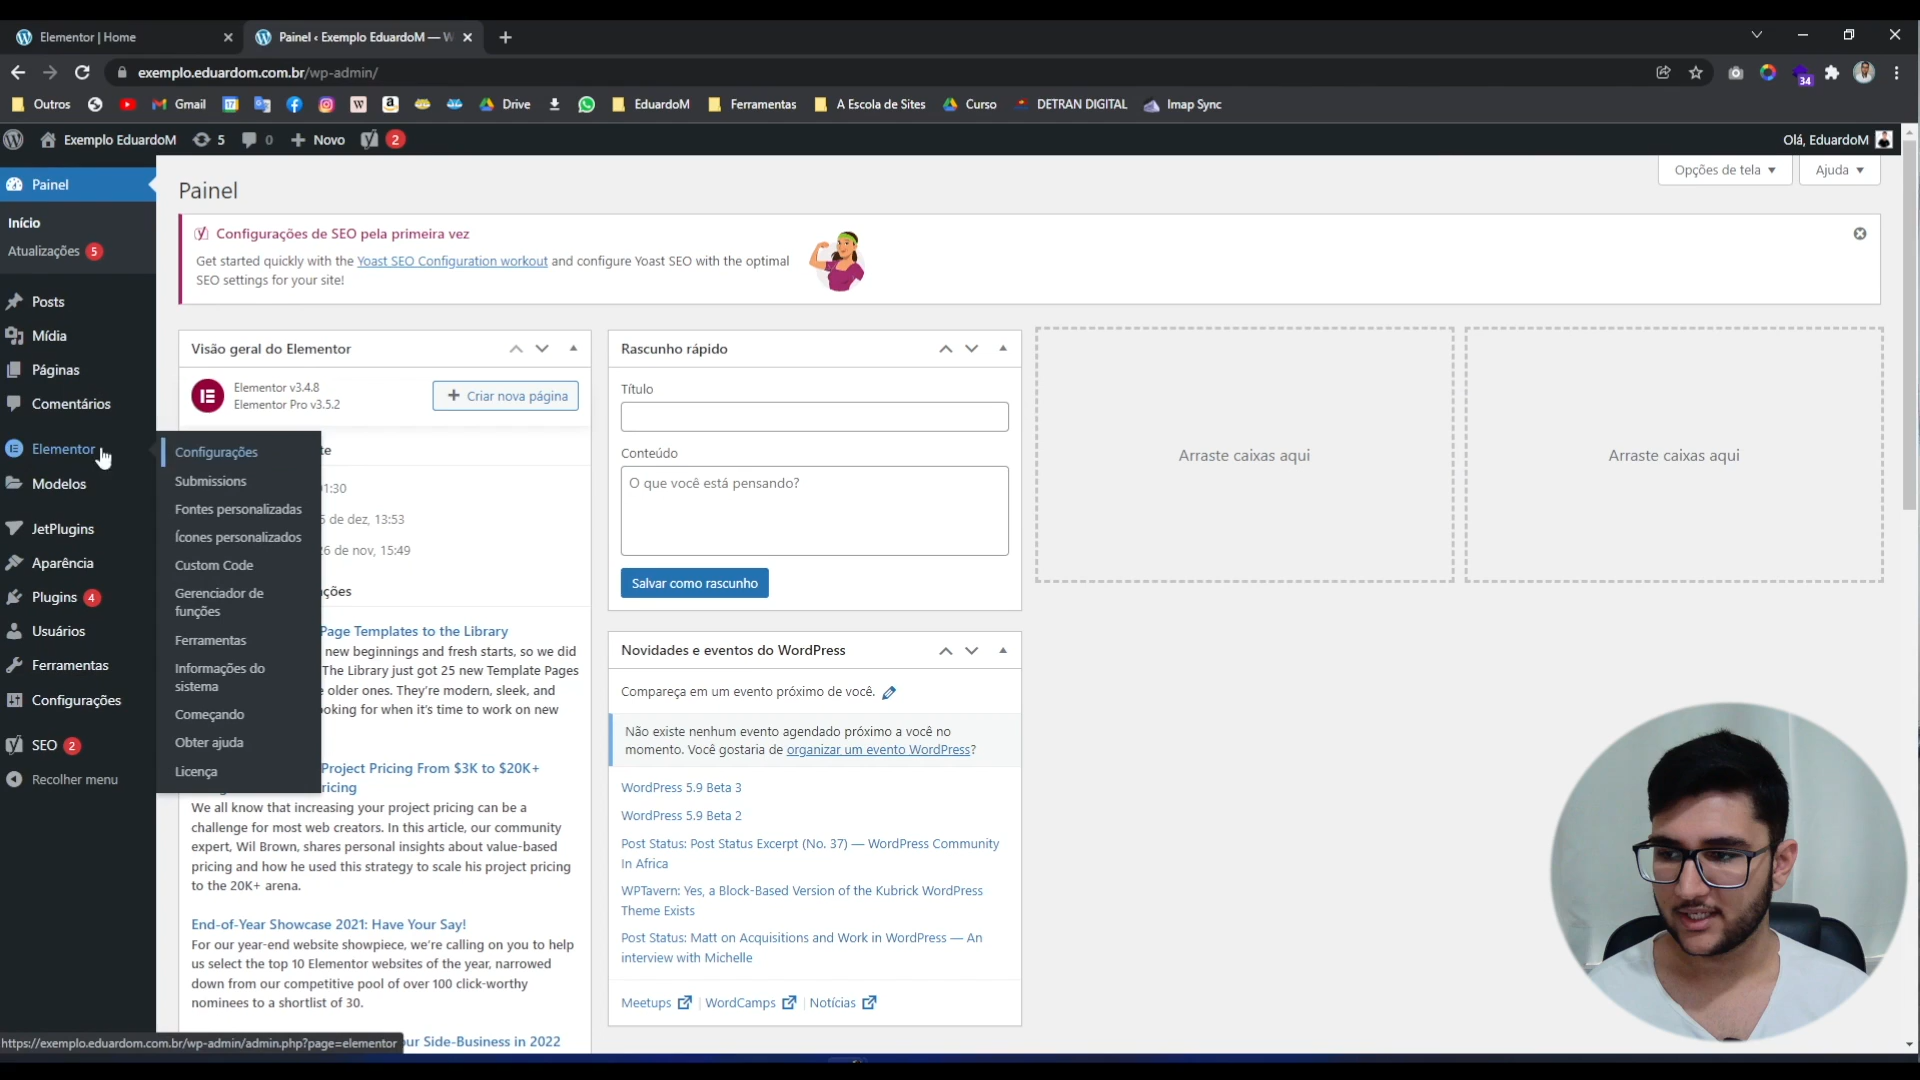 Elementor | Home
Painel ‹ Exemplo EduardoM — W
exemplo.eduardom.com.br/wp-admin/
34
Outros
Gmail
17
Drive
EduardoM
Ferramentas
A Escola de Sites
Curso
DETRAN DIGITAL
Imap Sync
Exemplo EduardoM
5
0
Novo
2
Olá, EduardoM
Painel
Início
Atualizações 5
Posts
Mídia
Páginas
Comentários
Elementor
Modelos
JetPlugins
Aparência
Plugins 4
Usuários
Ferramentas
Configurações
SEO 2
Recolher menu
Configurações
Submissions
Fontes personalizadas
Ícones personalizados
Custom Code
Gerenciador de
funções
Ferramentas
Informações do
sistema
Começando
Obter ajuda
Licença
Painel
Opções de tela
Ajuda
Configurações de SEO pela primeira vez
Get started quickly with the Yoast SEO Configuration workout and configure Yoast SEO with the optimal
SEO settings for your site!
Visão geral do Elementor
Elementor v3.4.8
Elementor Pro v3.5.2
Criar nova página
te
1:30
de dez, 13:53
6 de nov, 15:49
ções
Page Templates to the Library
new beginnings and fresh starts, so we did
The Library just got 25 new Template Pages
older ones. They're modern, sleek, and
oking for when it's time to work on new
Project Pricing From $3K to $20K+
ricing
We all know that increasing your project pricing can be a
challenge for most web creators. In this article, our community
expert, Wil Brown, shares personal insights about value-based
pricing and how he used this strategy to scale his project pricing
to the 20K+ arena.
End-of-Year Showcase 2021: Have Your Say!
For our year-end website showpiece, we're calling on you to help
us select the top 10 Elementor websites of the year, narrowed
down from our competitive pool of over 100 click-worthy
nominees to a shortlist of 30.
our Side-Business in 2022
https://exemplo.eduardom.com.br/wp-admin/admin.php?page=elementor
Rascunho rápido
Título
Conteúdo
O que você está pensando?
Salvar como rascunho
Novidades e eventos do WordPress
Compareça em um evento próximo de você.
Não existe nenhum evento agendado próximo a você no
momento. Você gostaria de organizar um evento WordPress?
WordPress 5.9 Beta 3
WordPress 5.9 Beta 2
Post Status: Post Status Excerpt (No. 37) — WordPress Community
In Africa
WPTavern: Yes, a Block-Based Version of the Kubrick WordPress
Theme Exists
Post Status: Matt on Acquisitions and Work in WordPress — An
interview with Michelle
Meetups | WordCamps | Notícias
Arraste caixas aqui
Arraste caixas aqui